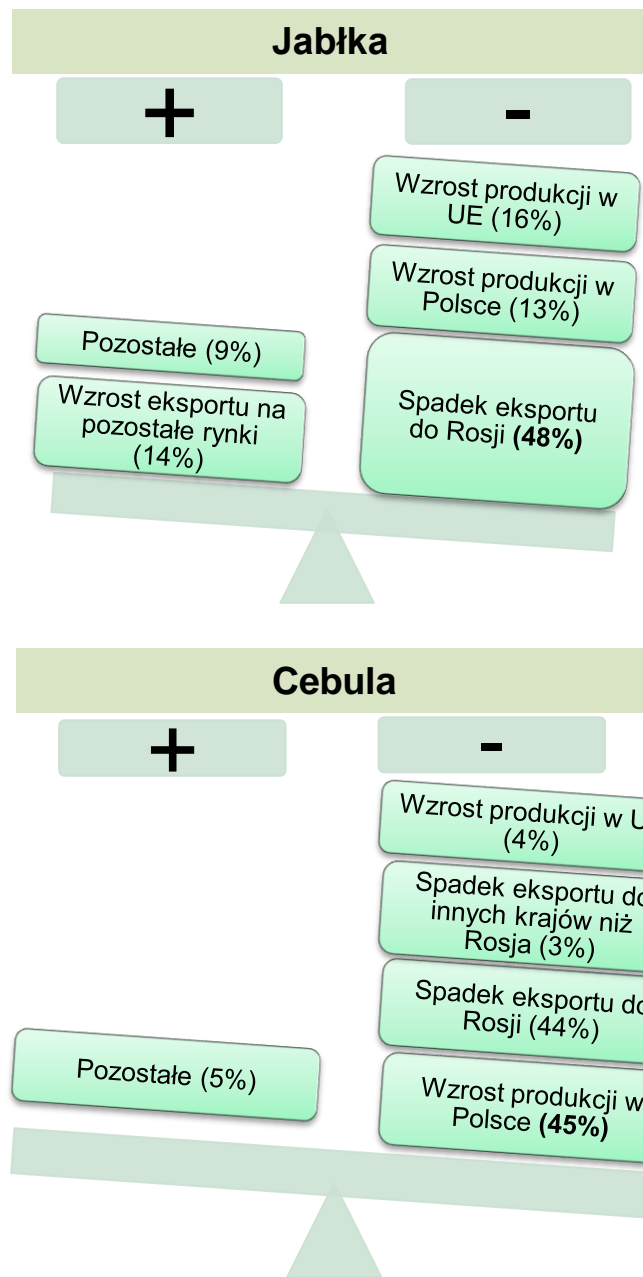 Jabłka
+
-
Wzrost produkcji w
UE (16%)
Wzrost produkcji w
Polsce (13%)
Pozostałe (9%)
Wzrost eksportu na
pozostałe rynki
(14%)
Spadek eksportu
do Rosji (48%)
Cebula
+
-
Wzrost produkcji w U
(4%)
Spadek eksportu do
innych krajów niż
Rosja (3%)
Spadek eksportu do
Rosji (44%)
Pozostałe (5%)
Wzrost produkcji w
Polsce (45%)